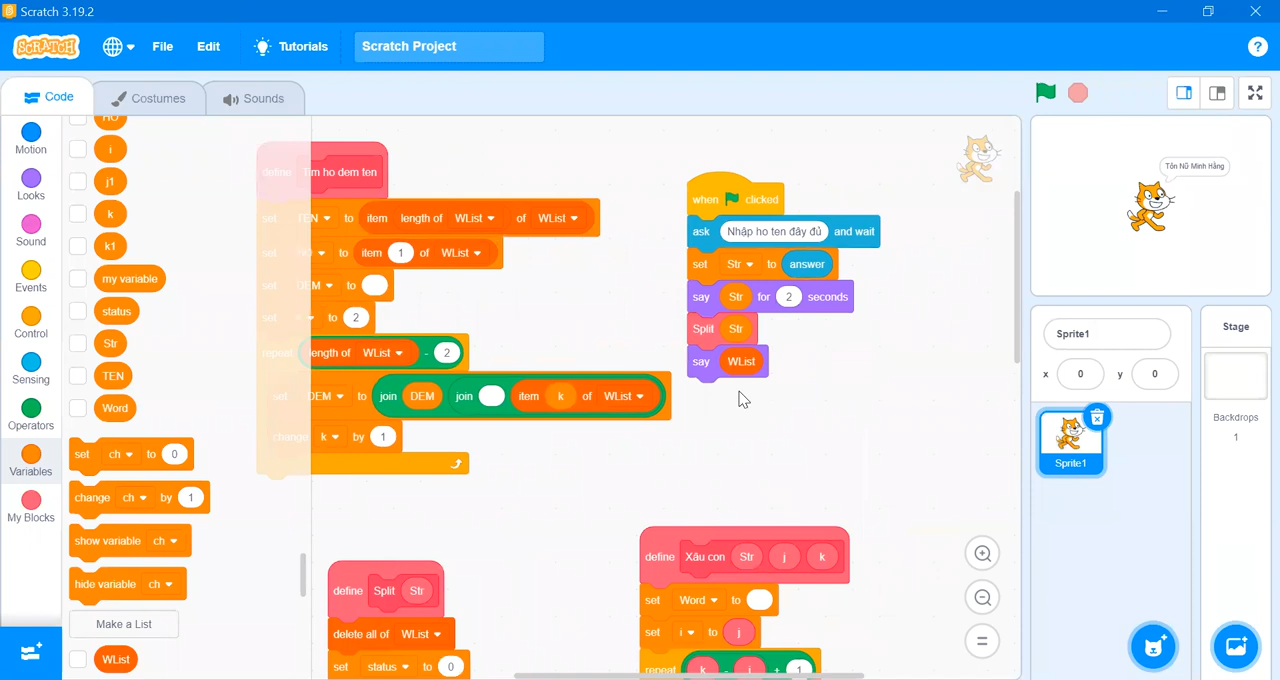 Scratch 3.19.2
SCRATCH
File
Edit
Tutorials
Scratch Project
?
Code
Costumes
Sounds
Motion
Looks
Sound
Events
Control
Sensing
Operators
Variables
My Blocks
HO
i
j1
k
k1
my variable
status
Str
TEN
Word
set ch to 0
change ch by 1
show variable ch
hide variable ch
Make a List
WList
define Tim ho dem ten
set TEN to item length of WList of WList
set to item 1 of WList
set DEM to
set to 2
repeat length of WList - 2
set DEM to join DEM join item k of WList
change k by 1
when clicked
ask Nhập ho ten đây đủ and wait
set Str to answer
say Str for 2 seconds
Split Str
say WList
define Split Str
delete all of WList
set status to 0
define Xâu con Str j k
set Word to
set i to j
repeat k - j + 1
Tôn Nữ Minh Hằng
Sprite1
x 0 y 0
Sprite1
Stage
Backdrops
1